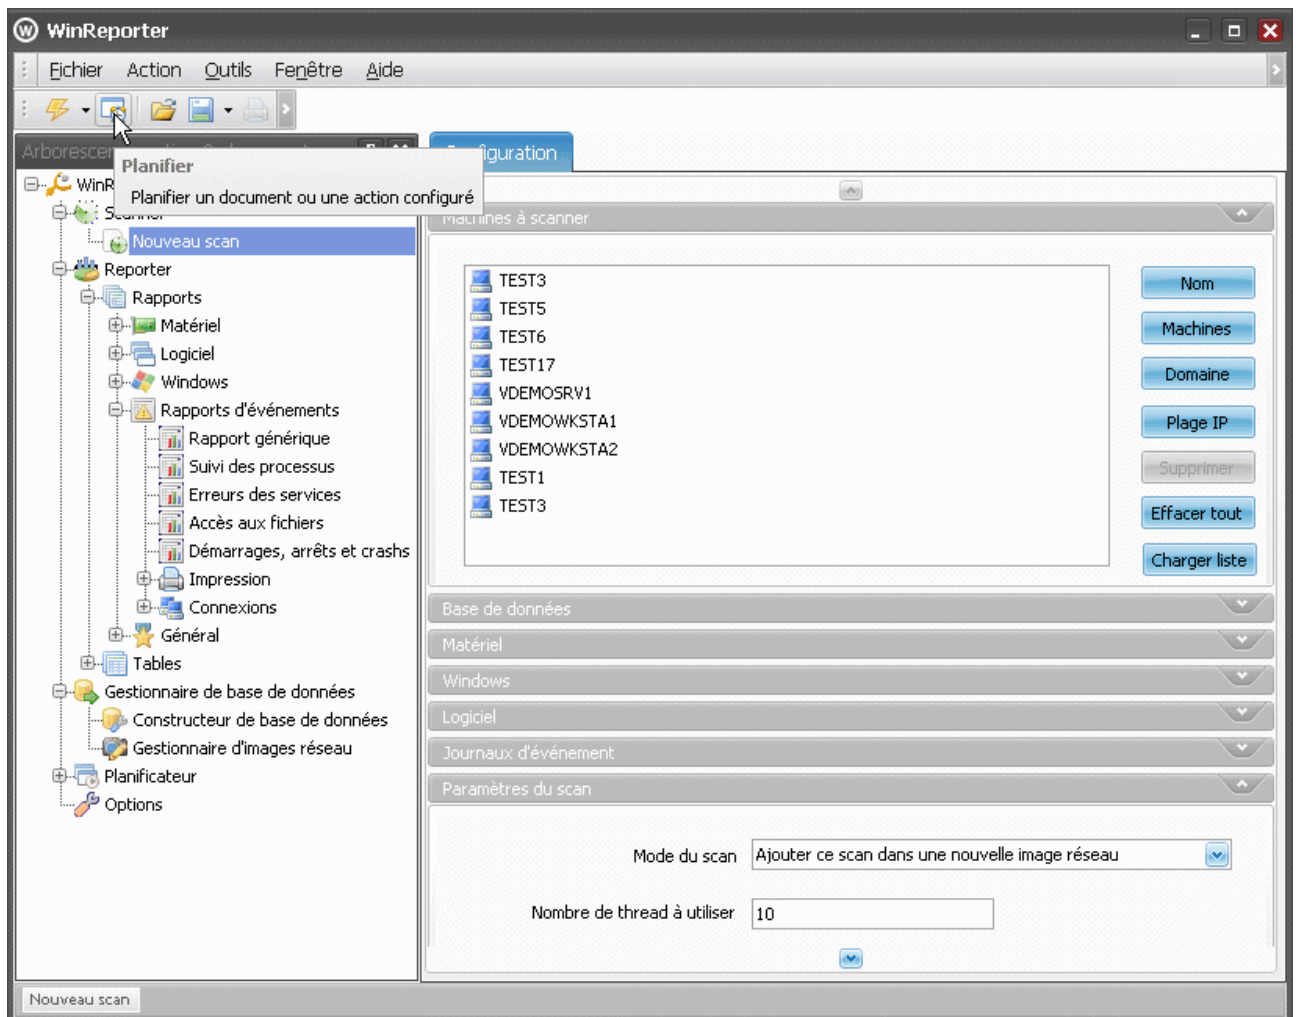 WinReporter
Fichier Action Outils Fenêtre Aide
Planifier
Planifier un document ou une action configuré
Nouveau scan
Reporter
Rapports
Matériel
Logiciel
Windows
Rapports d'événements
Rapport générique
Suivi des processus
Erreurs des services
Accès aux fichiers
Démarrages, arrêts et crashs
Impression
Connexions
Général
Tables
Gestionnaire de base de données
Constructeur de base de données
Gestionnaire d'images réseau
Planificateur
Options
Machines à scanner
TEST3
TEST5
TEST6
TEST17
VDEMOSRV1
VDEMOWKSTA1
VDEMOWKSTA2
TEST1
TEST3
Nom
Machines
Domaine
Plage IP
Supprimer
Effacer tout
Charger liste
Base de données
Matériel
Windows
Logiciel
Journaux d'événement
Paramètres du scan
Mode du scan Ajouter ce scan dans une nouvelle image réseau
Nombre de thread à utiliser 10
Nouveau scan